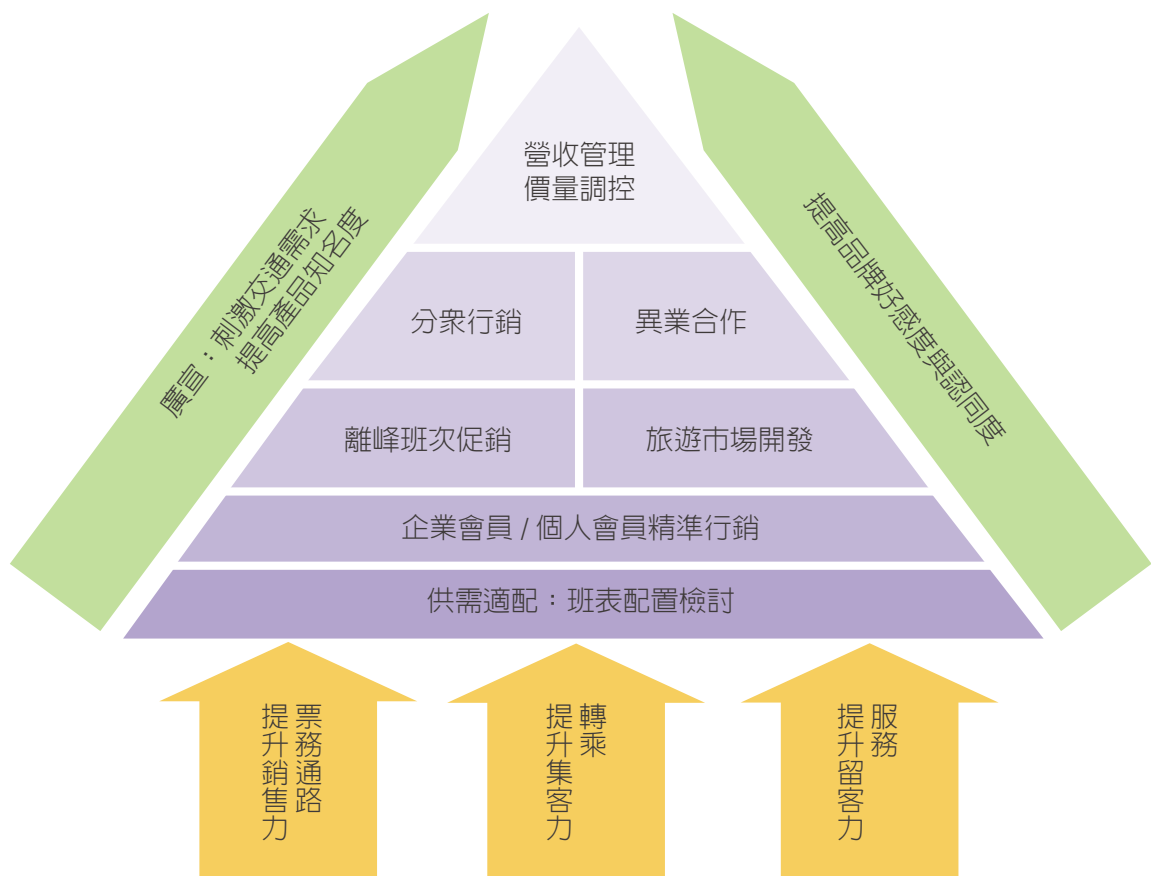 營收管理
價量調控
廣宣：刺激交通需求
提高產品知名度
提高品牌好感度與認同度
分眾行銷
異業合作
離峰班次促銷
旅遊市場開發
企業會員 / 個人會員精準行銷
供需適配：班表配置檢討
票務通路
提升銷售力
轉乘
提升集客力
服務
提升留客力